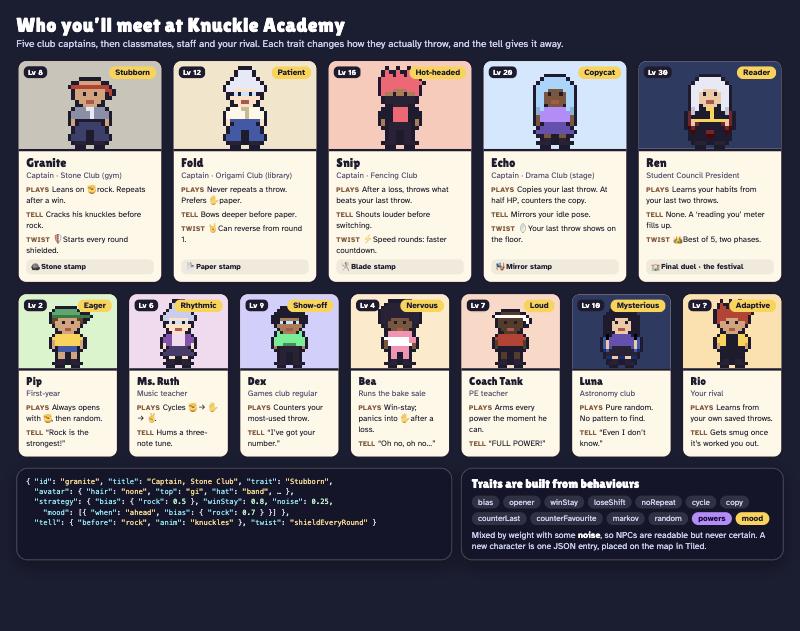 Who you'll meet at Knuckle Academy
Five club captains, then classmates, staff and your rival. Each trait changes how they actually throw, and the tell gives it away.
Lv 8
Stubborn
Granite
Captain · Stone Club (gym)
PLAYS Leans on ✊rock. Repeats
after a win.
TELL Cracks his knuckles before
rock.
TWIST 🛡️Starts every round
shielded.
🪨Stone stamp
Lv 12
Patient
Fold
Captain · Origami Club (library)
PLAYS Never repeats a throw.
Prefers ✋paper.
TELL Bows deeper before paper.
TWIST Can reverse from round
1.
Paper stamp
Lv 16
Hot-headed
Snip
Captain · Fencing Club
PLAYS After a loss, throws what
beats your last throw.
TELL Shouts louder before
switching.
TWIST ⚡Speed rounds: faster
countdown.
Blade stamp
Lv 20
Copycat
Echo
Captain · Drama Club (stage)
PLAYS Copies your last throw. At
half HP, counters the copy.
TELL Mirrors your idle pose.
TWIST Your last throw shows on
the floor.
Mirror stamp
Lv 30
Reader
Ren
Student Council President
PLAYS Learns your habits from
your last two throws.
TELL None. A 'reading you' meter
fills up.
TWIST 👑Best of 5, two phases.
Final duel · the festival
Lv 2
Eager
Pip
First-year
PLAYS Always opens
with ✊, then random.
TELL "Rock is the
strongest!"
Lv 6
Rhythmic
Ms. Ruth
Music teacher
PLAYS Cycles ✊ → ✋
→ ✌️.
TELL Hums a three-
note tune.
Lv 9
Show-off
Dex
Games club regular
PLAYS Counters your
most-used throw.
TELL "I've got your
number."
Lv 4
Nervous
Bea
Runs the bake sale
PLAYS Win-stay;
panics into ✋after a
loss.
TELL "Oh no, oh no…"
Lv 7
Loud
Coach Tank
PE teacher
PLAYS Arms every
power the moment he
can.
TELL "FULL POWER!"
Lv 10
Mysterious
Luna
Astronomy club
PLAYS Pure random.
No pattern to find.
TELL "Even I don't
know."
Lv ?
Adaptive
Rio
Your rival
PLAYS Learns from
your own saved throws.
TELL Gets smug once
it's worked you out.
{ "id": "granite", "title": "Captain, Stone Club", "trait": "Stubborn",
"avatar": { "hair": "none", "top": "gi", "hat": "band", … },
"strategy": { "bias": { "rock": 0.5 }, "winStay": 0.8, "noise": 0.25,
"mood": [{ "when": "ahead", "bias": { "rock": 0.7 } }] },
"tell": { "before": "rock", "anim": "knuckles" }, "twist": "shieldEveryRound" }
Traits are built from behaviours
bias opener winStay loseShift noRepeat cycle copy
counterLast counterFavourite markov random powers mood
Mixed by weight with some noise, so NPCs are readable but never certain. A
new character is one JSON entry, placed on the map in Tiled.